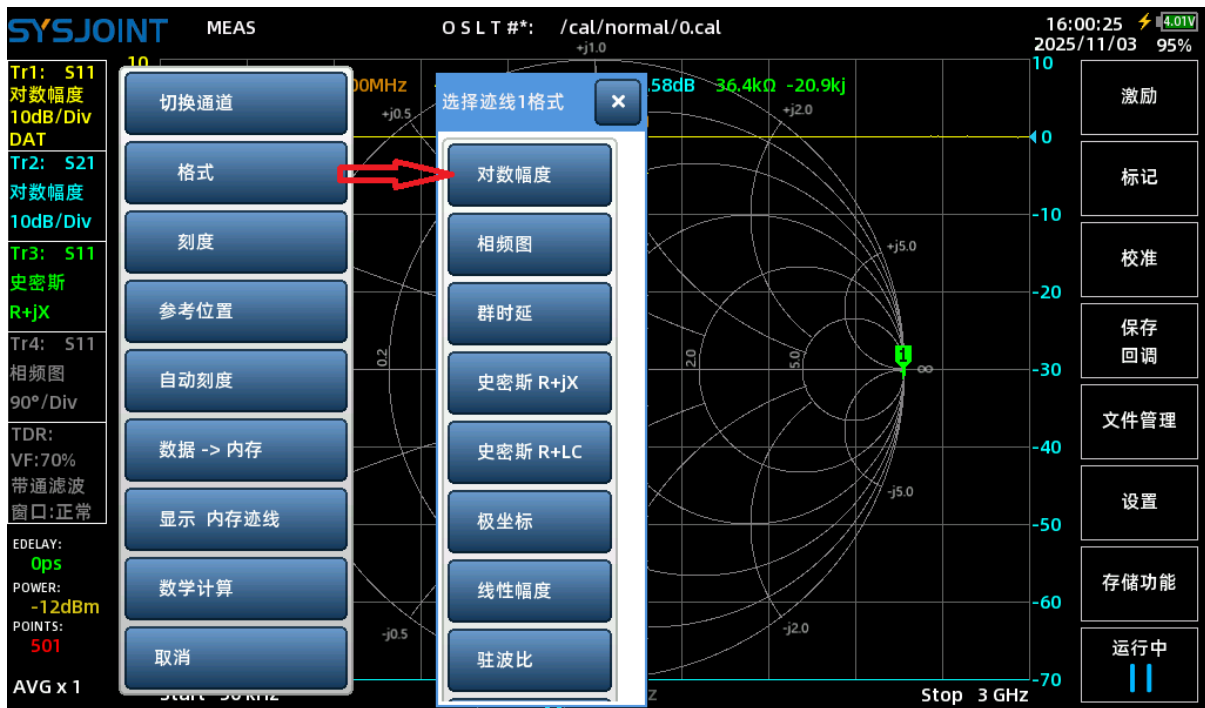 SYSJOINT MEAS O S L T #*: /cal/normal/0.cal 16:00:25 4.01V
2025/11/03 95%
Tr1: S11
对数幅度
10dB/Div
DAT
Tr2: S21
对数幅度
10dB/Div
Tr3: S11
史密斯
R+jX
Tr4: S11
相频图
90°/Div
TDR:
VF:70%
带通滤波
窗口:正常
EDELAY:
0ps
POWER:
-12dBm
POINTS:
501
AVG x 1
10
切换通道
格式
刻度
参考位置
自动刻度
数据 -> 内存
显示 内存迹线
数学计算
取消
选择迹线1格式 ×
对数幅度
相频图
群时延
史密斯 R+jX
史密斯 R+LC
极坐标
线性幅度
驻波比
00MHz .58dB 36.4kΩ -20.9kj
+j1.0
+j0.5
+j2.0
+j5.0
0.2
2.0
5.0
1
∞
-j5.0
-j0.5
-j2.0
10
0
-10
-20
-30
-40
-50
-60
-70
Start 50 kHz
Z
Stop 3 GHz
激励
标记
校准
保存
回调
文件管理
设置
存储功能
运行中